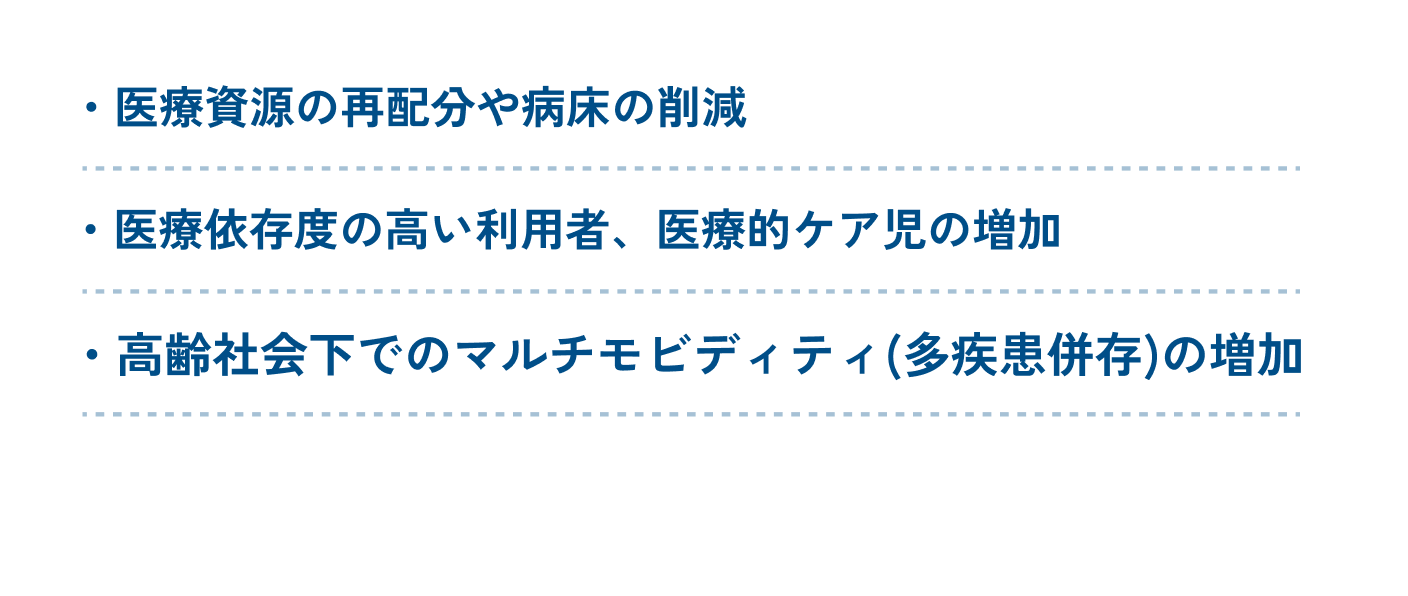 ・医療資源の再配分や病床の削減
・医療依存度の高い利用者、医療的ケア児の増加
・高齢社会下でのマルチモビディティ(多疾患併存)の増加